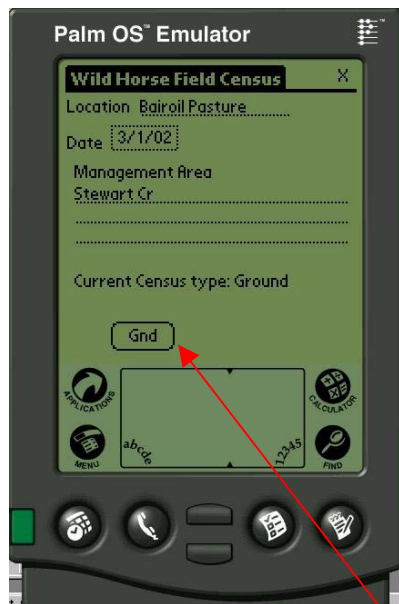 Palm OS™ Emulator
Wild Horse Field Census X
Location Bairoil Pasture
Date 3/1/02
Management Area
Stewart Cr
Current Census type: Ground
Gnd
APPLICATIONS
CALCULATOR
MENU
abcde
12345
FIND